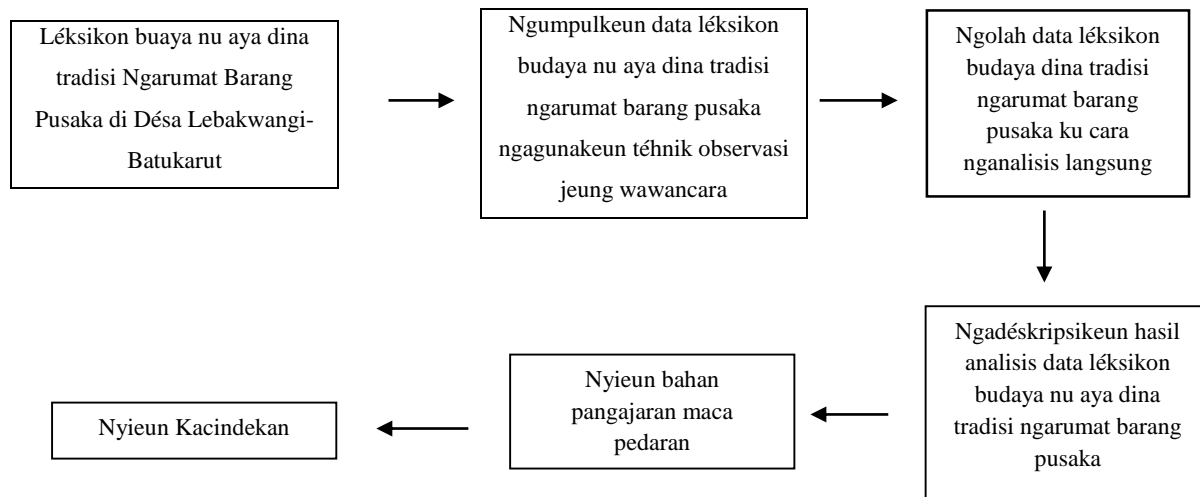 Léksikon buaya nu aya dina
tradisi Ngarumat Barang
Pusaka di Désa Lebakwangi-
Batukarut
Ngumpulkeun data léksikon
budaya nu aya dina tradisi
ngarumat barang pusaka
ngagunakeun téhnik observasi
jeung wawancara
Ngolah data léksikon
budaya dina tradisi
ngarumat barang
pusaka ku cara
nganalisis langsung
Ngadéskripsikeun hasil
analisis data léksikon
budaya nu aya dina
tradisi ngarumat barang
pusaka
Nyieun bahan
pangajaran maca
pedaran
Nyieun Kacindekan